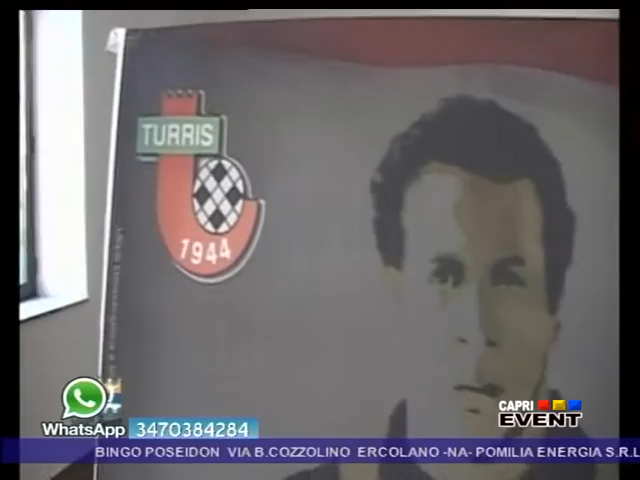 TURRIS
1944
CAPRI
EVENT
WhatsApp 3470384284
BINGO POSEIDON VIA B.COZZOLINO ERCOLANO -NA- POMILIA ENERGIA S.R.L